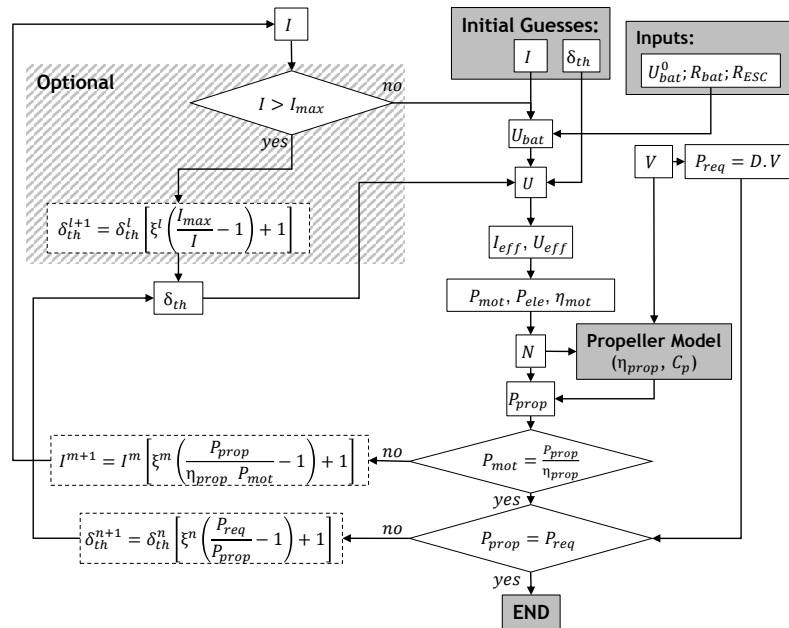 I
Initial Guesses:
I
δ_th
Inputs:
U_bat^0; R_bat; R_ESC
Optional
I > I_max
no
yes
U_bat
V
P_req = D.V
U
δ_th^{l+1} = δ_th^l [ξ^l (I_max/I − 1) + 1]
I_eff, U_eff
δ_th
P_mot, P_ele, η_mot
N
Propeller Model
(η_prop, C_p)
P_prop
I^{m+1} = I^m [ξ^m (P_prop/(η_prop P_mot) − 1) + 1]
no
P_mot = P_prop/η_prop
yes
δ_th^{n+1} = δ_th^n [ξ^n (P_req/P_prop − 1) + 1]
no
P_prop = P_req
yes
END